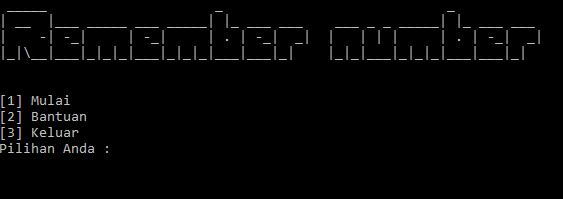 Remember number
[1] Mulai
[2] Bantuan
[3] Keluar
Pilihan Anda :